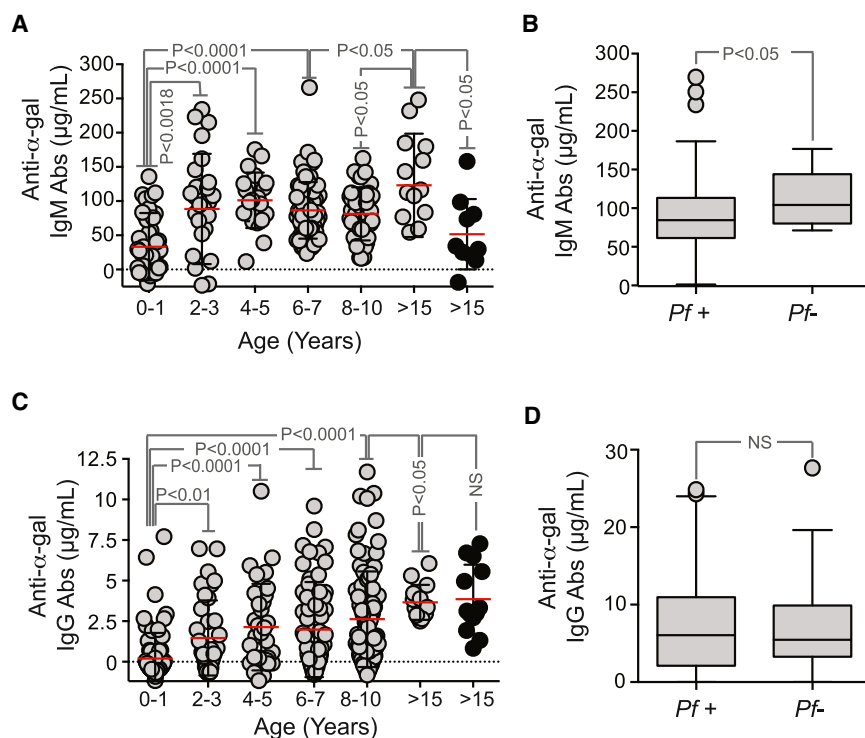 A
Anti-α-gal
IgM Abs (µg/mL)
300
250
200
150
100
50
0
P<0.0001
P<0.05
P<0.0001
P<0.0018
P<0.05
P<0.05
0-1 2-3 4-5 6-7 8-10 >15 >15
Age (Years)
B
Anti-α-gal
IgM Abs (µg/mL)
300
250
200
150
100
50
0
P<0.05
Pf + Pf-
C
Anti-α-gal
IgG Abs (µg/mL)
12.5
10
7.5
5.0
2.5
0
P<0.0001
P<0.0001
P<0.0001
P<0.01
P<0.05
NS
0-1 2-3 4-5 6-7 8-10 >15 >15
Age (Years)
D
Anti-α-gal
IgG Abs (µg/mL)
30
20
10
0
NS
Pf + Pf-